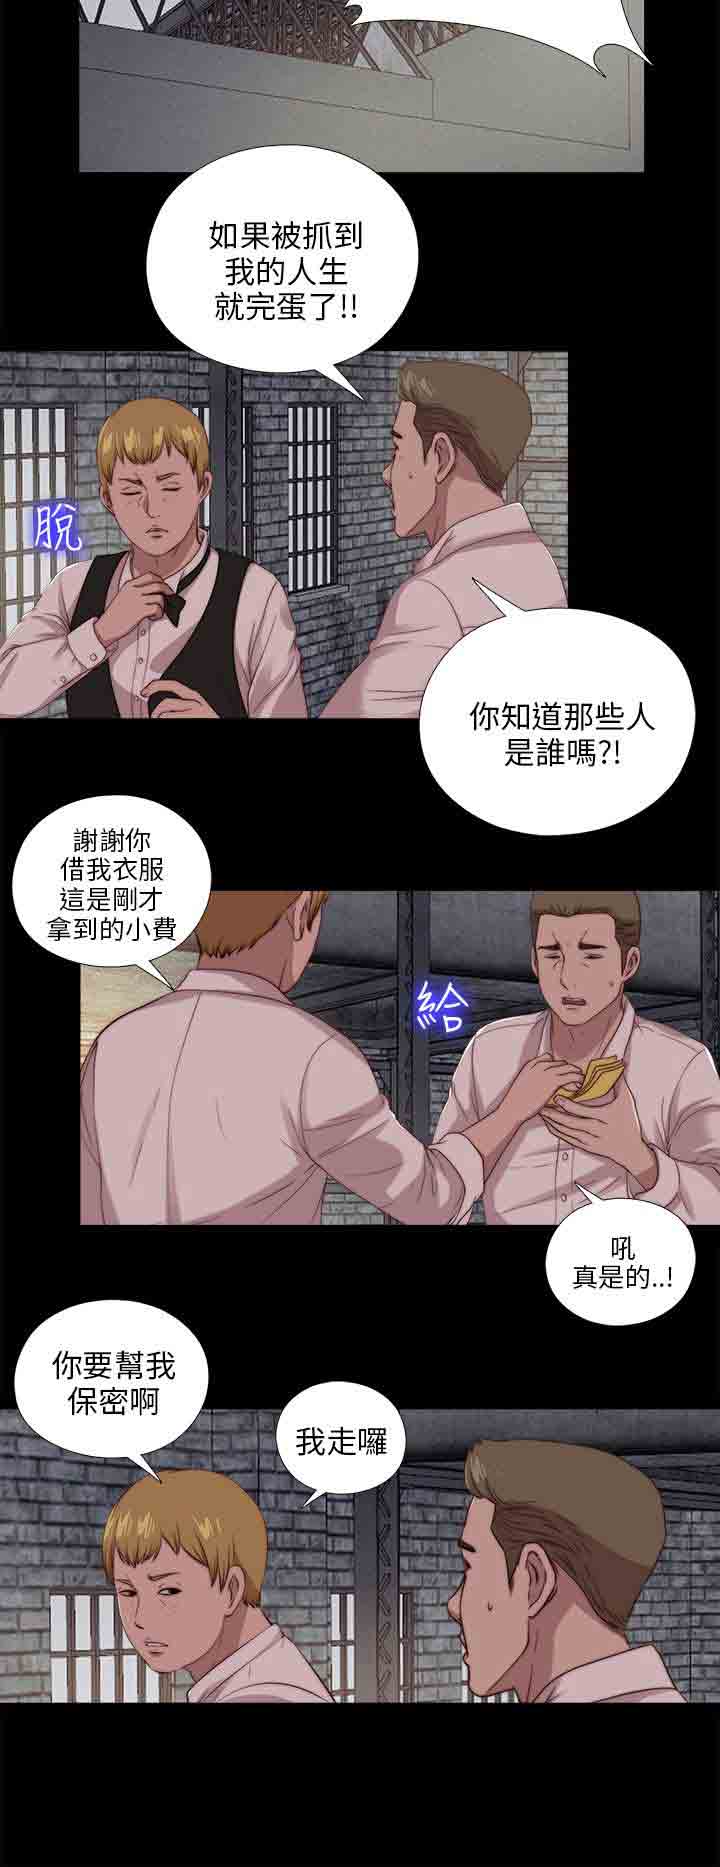 如果被抓到
我的人生
就完蛋了!!
脫
你知道那些人
是誰嗎?!
謝謝你
借我衣服
這是剛才
拿到的小費
給
吼
真是的..!
你要幫我
保密啊
我走囉